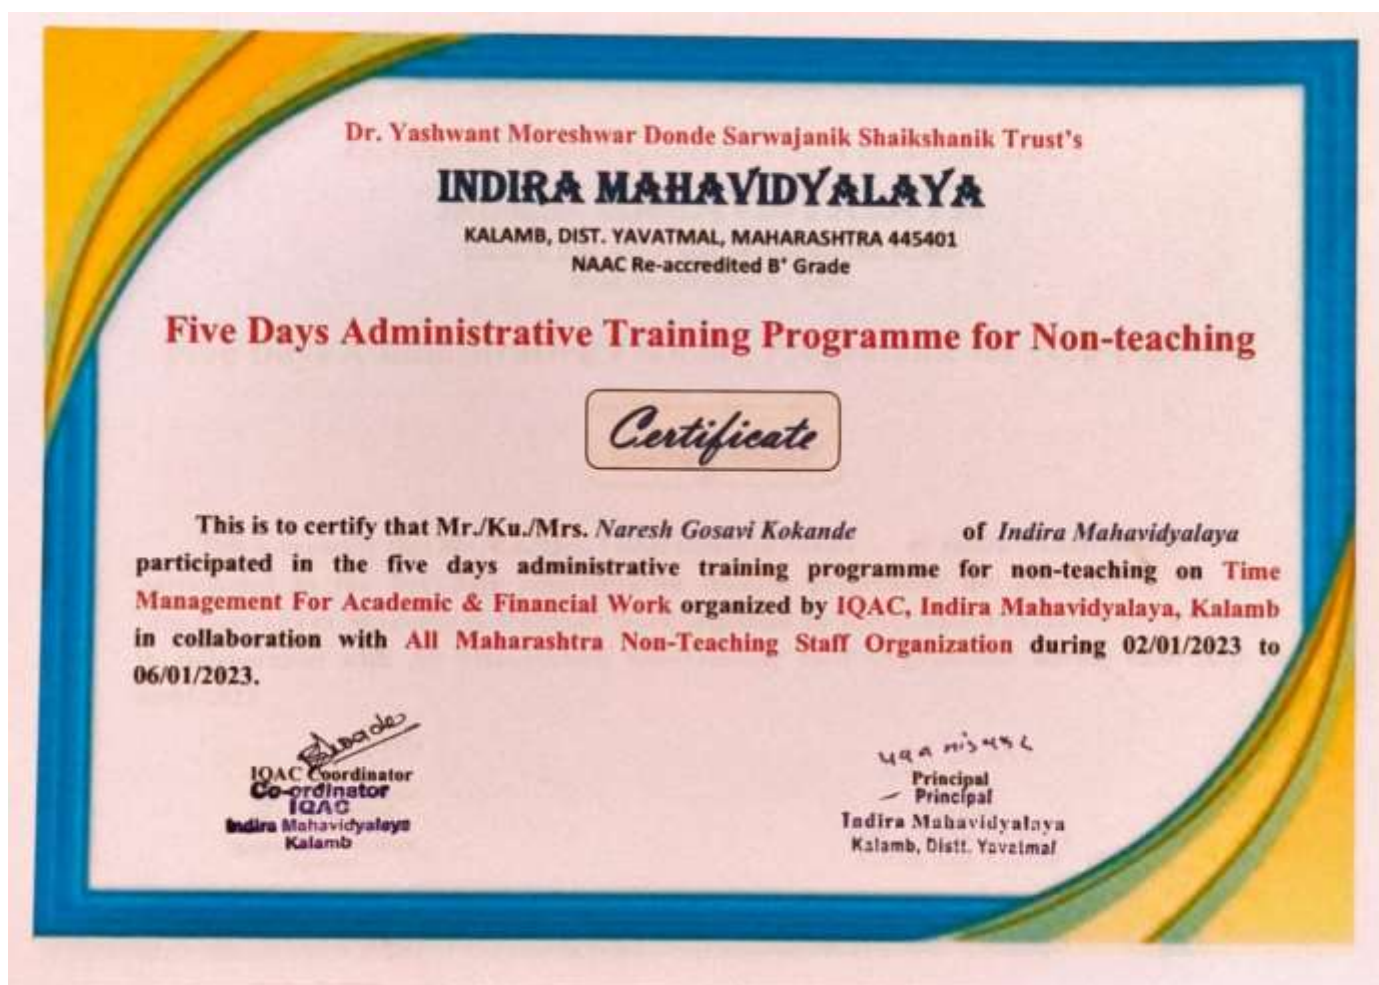 Dr. Yashwant Moreshwar Donde Sarwajanik Shaikshanik Trust's
INDIRA MAHAVIDYALAYA
KALAMB, DIST. YAVATMAL, MAHARASHTRA 445401
NAAC Re-accredited B⁺ Grade
Five Days Administrative Training Programme for Non-teaching
Certificate
This is to certify that Mr./Ku./Mrs. Naresh Gosavi Kokande of Indira Mahavidyalaya
participated in the five days administrative training programme for non-teaching on Time
Management For Academic & Financial Work organized by IQAC, Indira Mahavidyalaya, Kalamb
in collaboration with All Maharashtra Non-Teaching Staff Organization during 02/01/2023 to
06/01/2023.
IQAC Coordinator
Co-ordinator
IQAC
Indira Mahavidyalaya
Kalamb
Principal
Principal
Indira Mahavidyalaya
Kalamb, Distt. Yavatmal